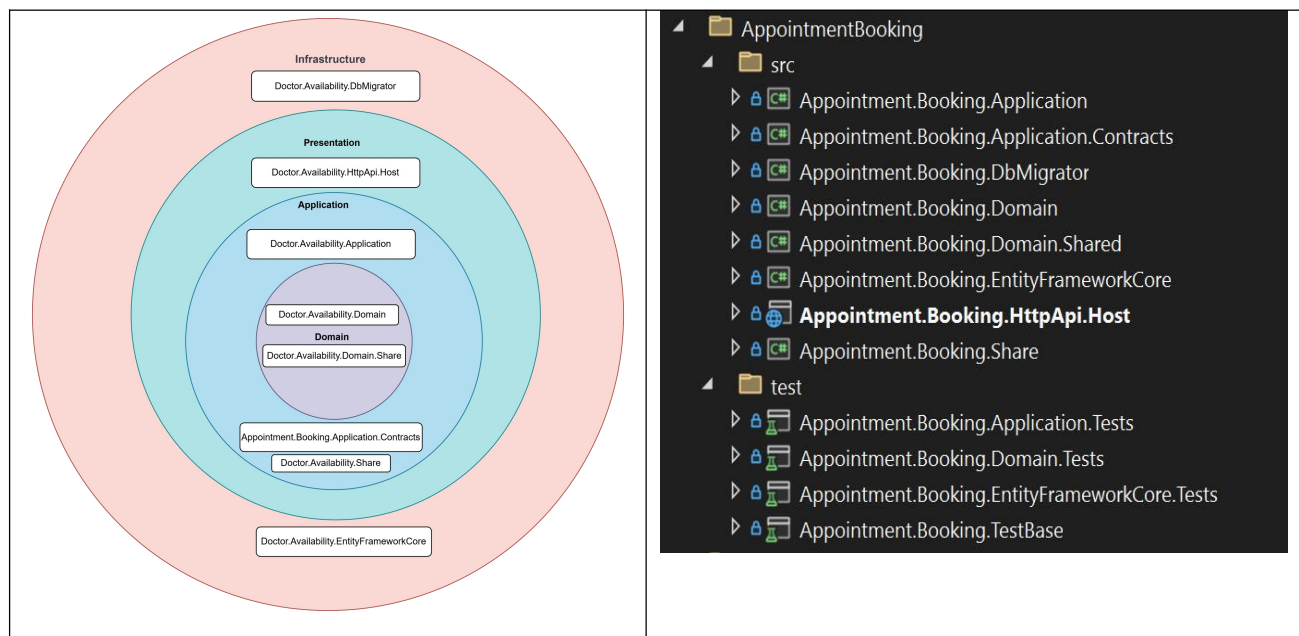 Infrastructure
Doctor.Availability.DbMigrator
Presentation
Doctor.Availability.HttpApi.Host
Application
Doctor.Availability.Application
Doctor.Availability.Domain
Domain
Doctor.Availability.Domain.Share
Appointment.Booking.Application.Contracts
Doctor.Availability.Share
Doctor.Availability.EntityFrameworkCore
AppointmentBooking
src
C# Appointment.Booking.Application
C# Appointment.Booking.Application.Contracts
C# Appointment.Booking.DbMigrator
C# Appointment.Booking.Domain
C# Appointment.Booking.Domain.Shared
C# Appointment.Booking.EntityFrameworkCore
Appointment.Booking.HttpApi.Host
C# Appointment.Booking.Share
test
Appointment.Booking.Application.Tests
Appointment.Booking.Domain.Tests
Appointment.Booking.EntityFrameworkCore.Tests
Appointment.Booking.TestBase